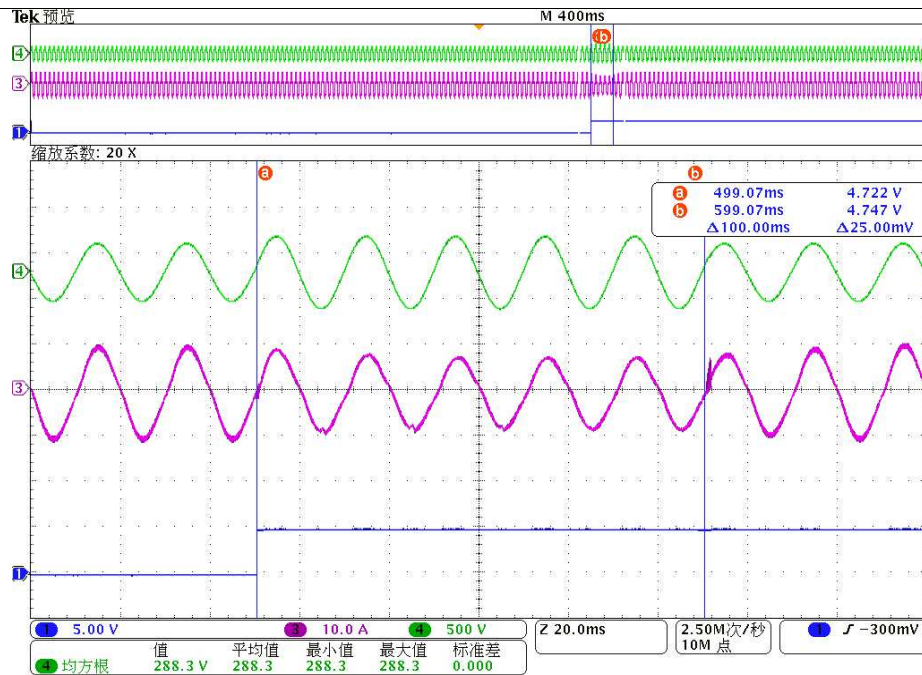 Tek 预览 M 400ms
b
4
3
1
缩放系数: 20 X
a b
a 499.07ms 4.722 V
b 599.07ms 4.747 V
Δ100.00ms Δ25.00mV
4
3
1
1 5.00 V 3 10.0 A 4 500 V Z 20.0ms 2.50M次/秒 1 -300mV
10M 点
值 平均值 最小值 最大值 标准差
4 均方根 288.3 V 288.3 288.3 288.3 0.000